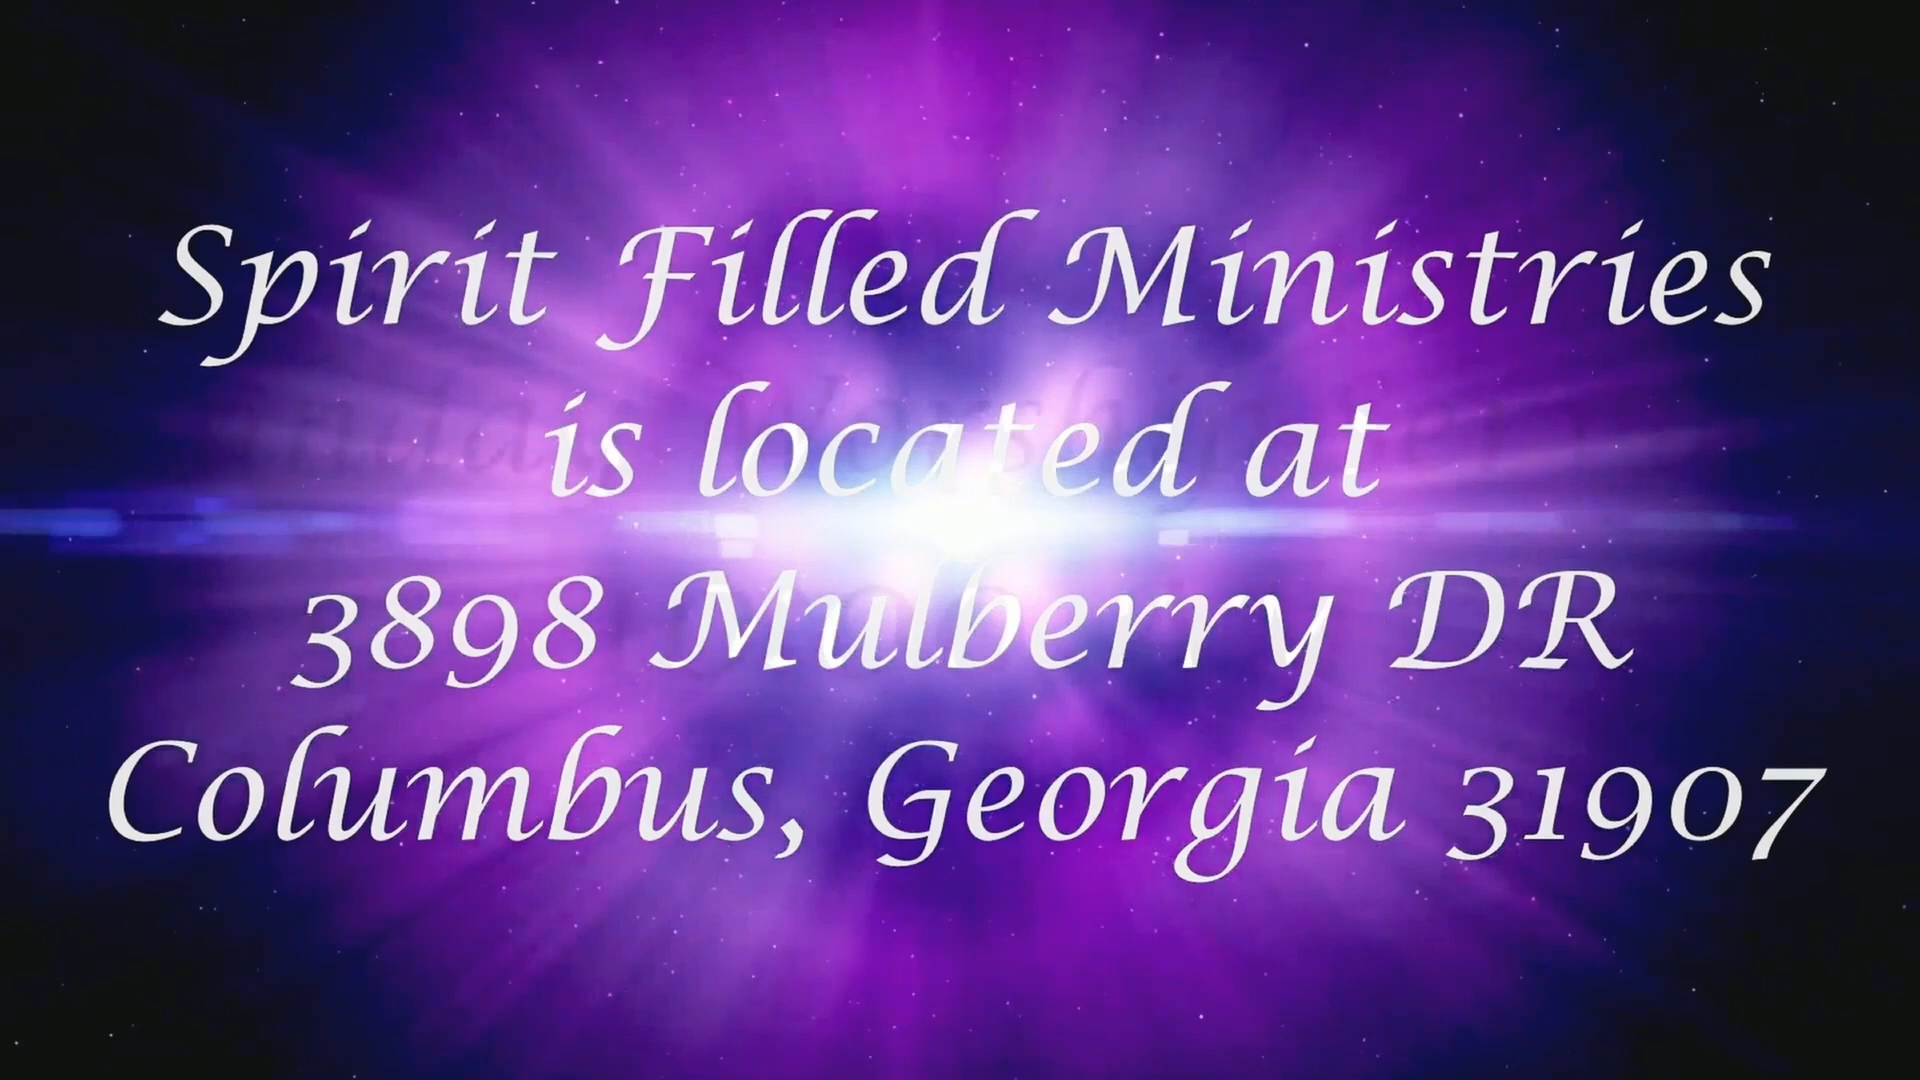 Spirit Filled Ministries
is located at
3898 Mulberry DR
Columbus, Georgia 31907